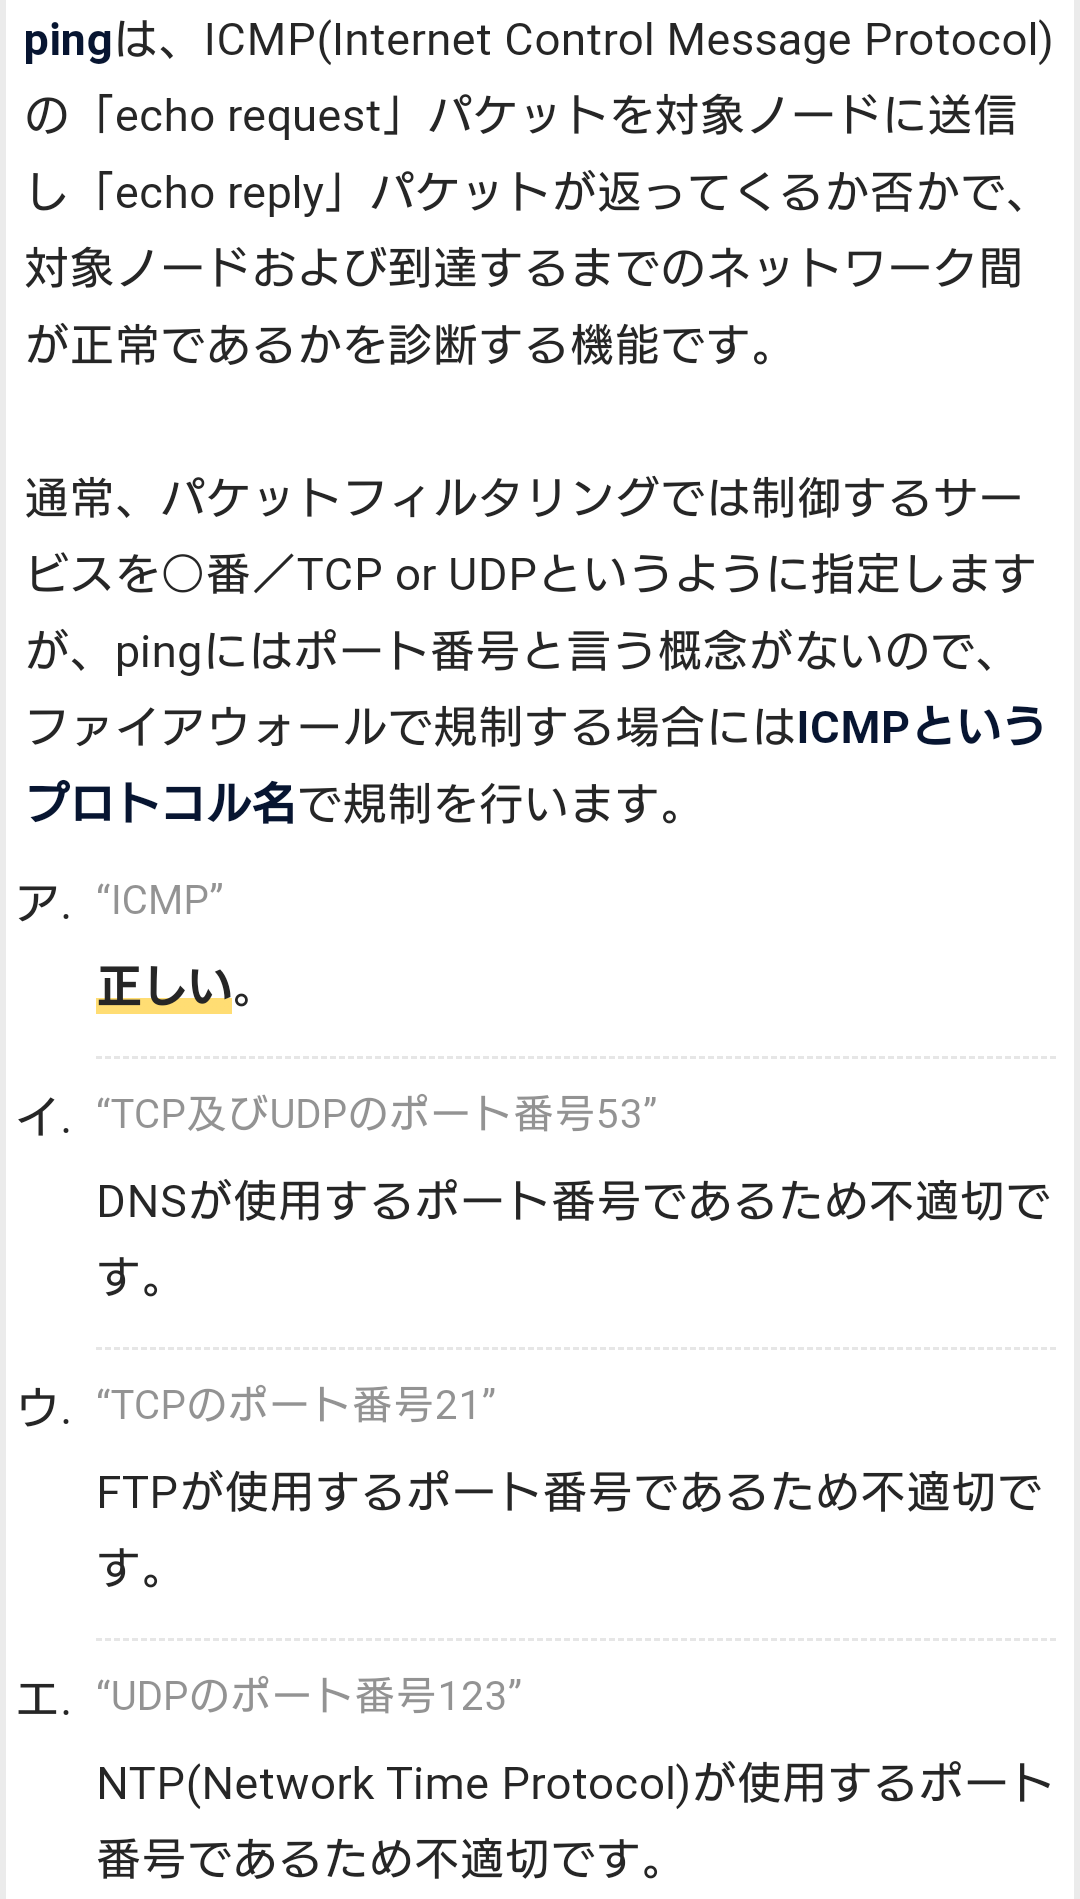 pingは、ICMP(Internet Control Message Protocol)
の「echo request」パケットを対象ノードに送信
し「echo reply」パケットが返ってくるか否かで、
対象ノードおよび到達するまでのネットワーク間
が正常であるかを診断する機能です。
通常、パケットフィルタリングでは制御するサー
ビスを○番／TCP or UDPというように指定します
が、pingにはポート番号と言う概念がないので、
ファイアウォールで規制する場合にはICMPという
プロトコル名で規制を行います。
ア. “ICMP”
正しい。
イ. “TCP及びUDPのポート番号53”
DNSが使用するポート番号であるため不適切で
す。
ウ. “TCPのポート番号21”
FTPが使用するポート番号であるため不適切で
す。
エ. “UDPのポート番号123”
NTP(Network Time Protocol)が使用するポート
番号であるため不適切です。